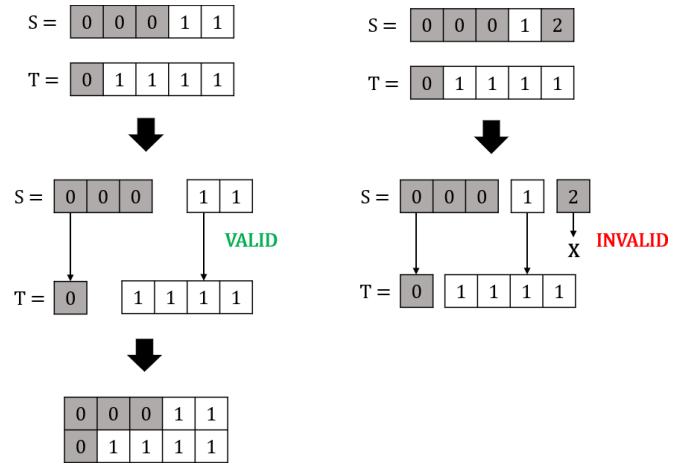 S = 0 0 0 1 1
T = 0 1 1 1 1
S = 0 0 0 1 1
VALID
T = 0 1 1 1 1
0 0 0 1 1
0 1 1 1 1
S = 0 0 0 1 2
T = 0 1 1 1 1
S = 0 0 0 1 2
X INVALID
T = 0 1 1 1 1